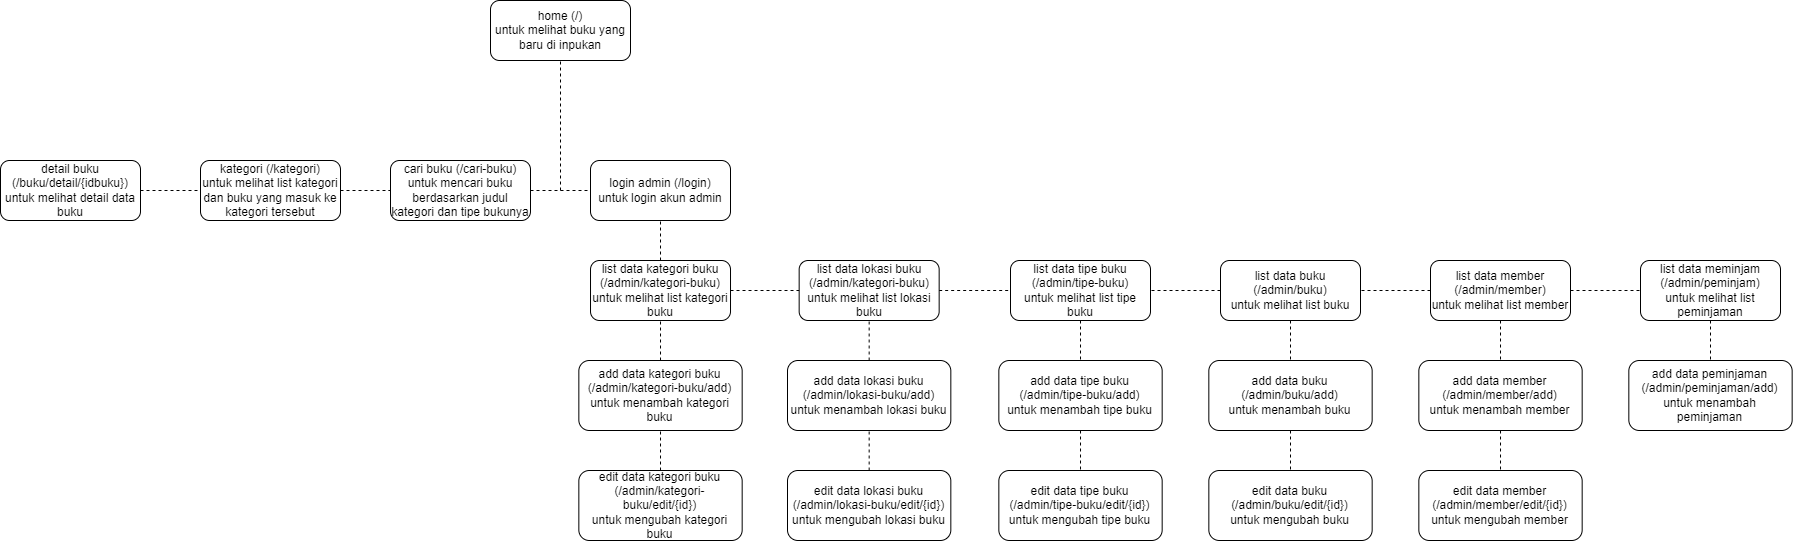 home (/)
untuk melihat buku yang
baru di inpukan
detail buku
(/buku/detail/{idbuku})
untuk melihat detail data
buku
kategori (/kategori)
untuk melihat list kategori
dan buku yang masuk ke
kategori tersebut
cari buku (/cari-buku)
untuk mencari buku
berdasarkan judul
kategori dan tipe bukunya
login admin (/login)
untuk login akun admin
list data kategori buku
(/admin/kategori-buku)
untuk melihat list kategori
buku
list data lokasi buku
(/admin/kategori-buku)
untuk melihat list lokasi
buku
list data tipe buku
(/admin/tipe-buku)
untuk melihat list tipe
buku
list data buku
(/admin/buku)
untuk melihat list buku
list data member
(/admin/member)
untuk melihat list member
list data meminjam
(/admin/peminjam)
untuk melihat list
peminjaman
add data kategori buku
(/admin/kategori-buku/add)
untuk menambah kategori
buku
add data lokasi buku
(/admin/lokasi-buku/add)
untuk menambah lokasi buku
add data tipe buku
(/admin/tipe-buku/add)
untuk menambah tipe buku
add data buku
(/admin/buku/add)
untuk menambah buku
add data member
(/admin/member/add)
untuk menambah member
add data peminjaman
(/admin/peminjaman/add)
untuk menambah
peminjaman
edit data kategori buku
(/admin/kategori-
buku/edit/{id})
untuk mengubah kategori
buku
edit data lokasi buku
(/admin/lokasi-buku/edit/{id})
untuk mengubah lokasi buku
edit data tipe buku
(/admin/tipe-buku/edit/{id})
untuk mengubah tipe buku
edit data buku
(/admin/buku/edit/{id})
untuk mengubah buku
edit data member
(/admin/member/edit/{id})
untuk mengubah member